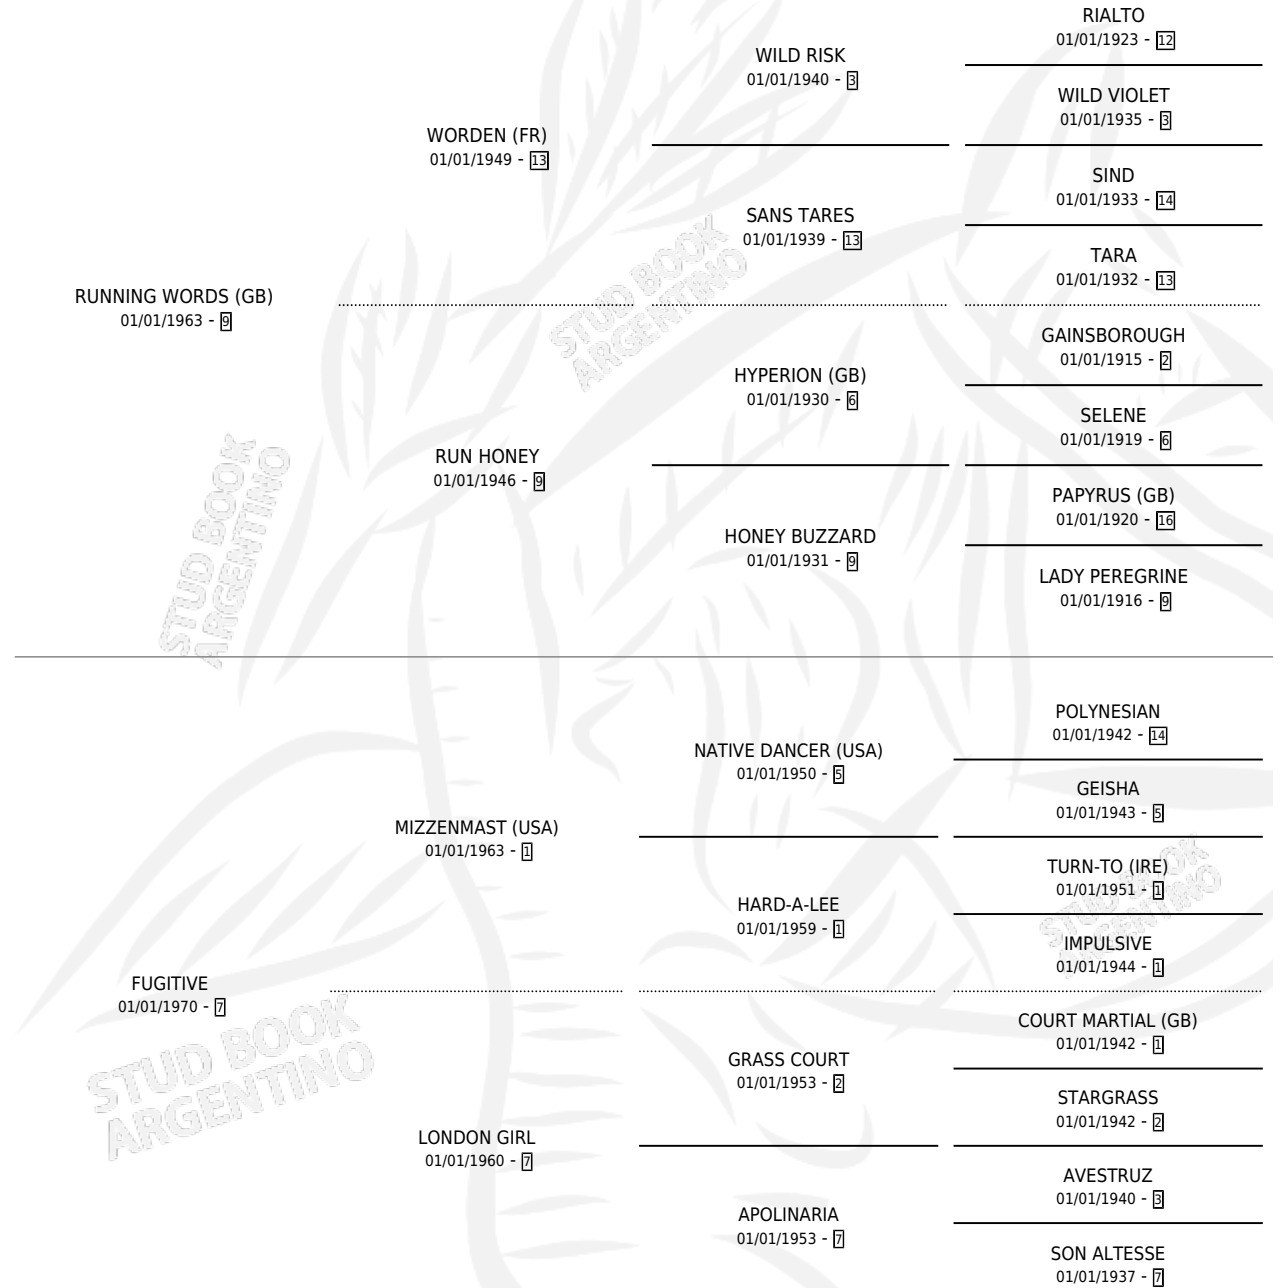 RIALTO
01/01/1923 - 12
WILD RISK
01/01/1940 - 3
WILD VIOLET
01/01/1935 - 3
WORDEN (FR)
01/01/1949 - 13
SIND
01/01/1933 - 14
SANS TARES
01/01/1939 - 13
TARA
01/01/1932 - 13
RUNNING WORDS (GB)
01/01/1963 - 9
GAINSBOROUGH
01/01/1915 - 2
HYPERION (GB)
01/01/1930 - 6
SELENE
01/01/1919 - 6
RUN HONEY
01/01/1946 - 9
PAPYRUS (GB)
01/01/1920 - 16
HONEY BUZZARD
01/01/1931 - 9
LADY PEREGRINE
01/01/1916 - 9
STUD BOOK
ARGENTINO
STUD BOOK
ARGENTINO
POLYNESIAN
01/01/1942 - 14
NATIVE DANCER (USA)
01/01/1950 - 5
GEISHA
01/01/1943 - 5
MIZZENMAST (USA)
01/01/1963 - 1
TURN-TO (IRE)
01/01/1951 - 1
HARD-A-LEE
01/01/1959 - 1
IMPULSIVE
01/01/1944 - 1
FUGITIVE
01/01/1970 - 7
COURT MARTIAL (GB)
01/01/1942 - 1
GRASS COURT
01/01/1953 - 2
STARGRASS
01/01/1942 - 2
LONDON GIRL
01/01/1960 - 7
AVESTRUZ
01/01/1940 - 3
APOLINARIA
01/01/1953 - 7
SON ALTESSE
01/01/1937 - 7
STUD BOOK
ARGENTINO
STUD BOOK
ARGENTINO